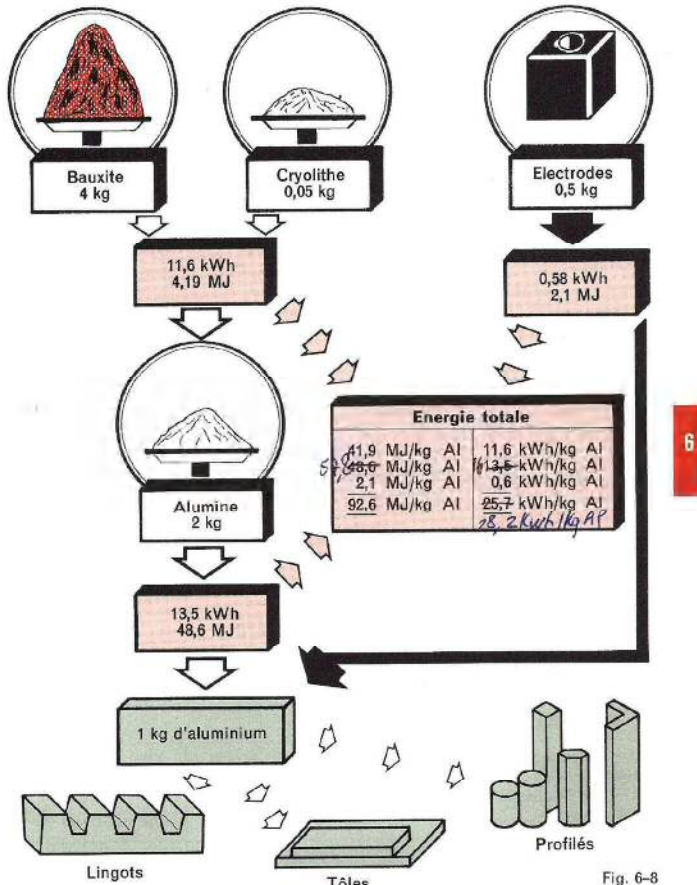 Bauxite
4 kg
Cryolithe
0,05 kg
Electrodes
0,5 kg
11,6 kWh
4,19 MJ
0,58 kWh
2,1 MJ
Energie totale
41,9 MJ/kg Al 11,6 kWh/kg Al
57,8 48,6 MJ/kg Al 13,5 kWh/kg Al
2,1 MJ/kg Al 0,6 kWh/kg Al
92,6 MJ/kg Al 25,7 kWh/kg Al
28,2 Kwh/kg Al
6
Alumine
2 kg
13,5 kWh
48,6 MJ
1 kg d'aluminium
Lingots
Tôles
Profilés
Fig. 6–8